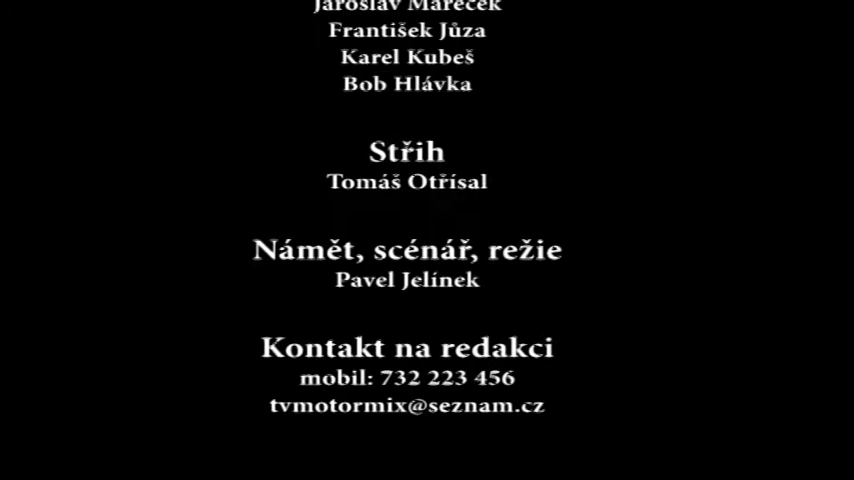 Jaroslav Mareček
František Jůza
Karel Kubeš
Bob Hlávka
Střih
Tomáš Otřísal
Námět, scénář, režie
Pavel Jelínek
Kontakt na redakci
mobil: 732 223 456
tvmotormix@seznam.cz